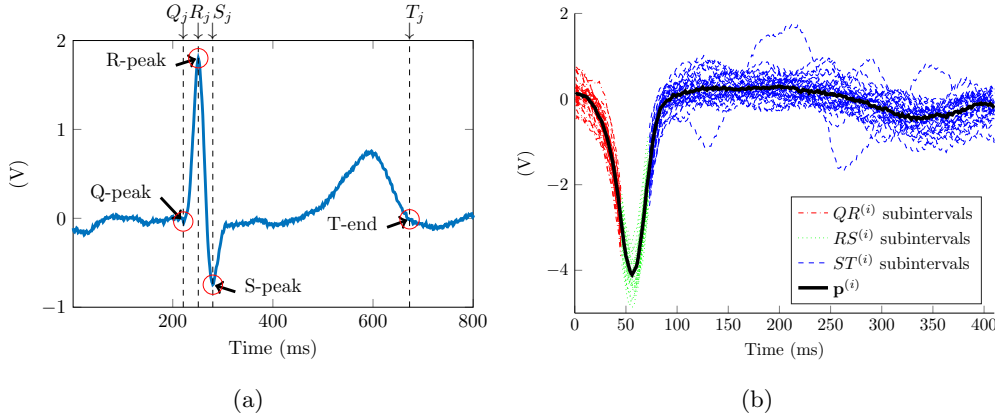 Q_j R_j S_j T_j
2
1
0
−1
(V)
R-peak
Q-peak
T-end
S-peak
200 400 600 800
Time (ms)
(a)
0
−2
−4
(V)
QR^(i) subintervals
RS^(i) subintervals
ST^(i) subintervals
p^(i)
0 50 100 150 200 250 300 350 400
Time (ms)
(b)